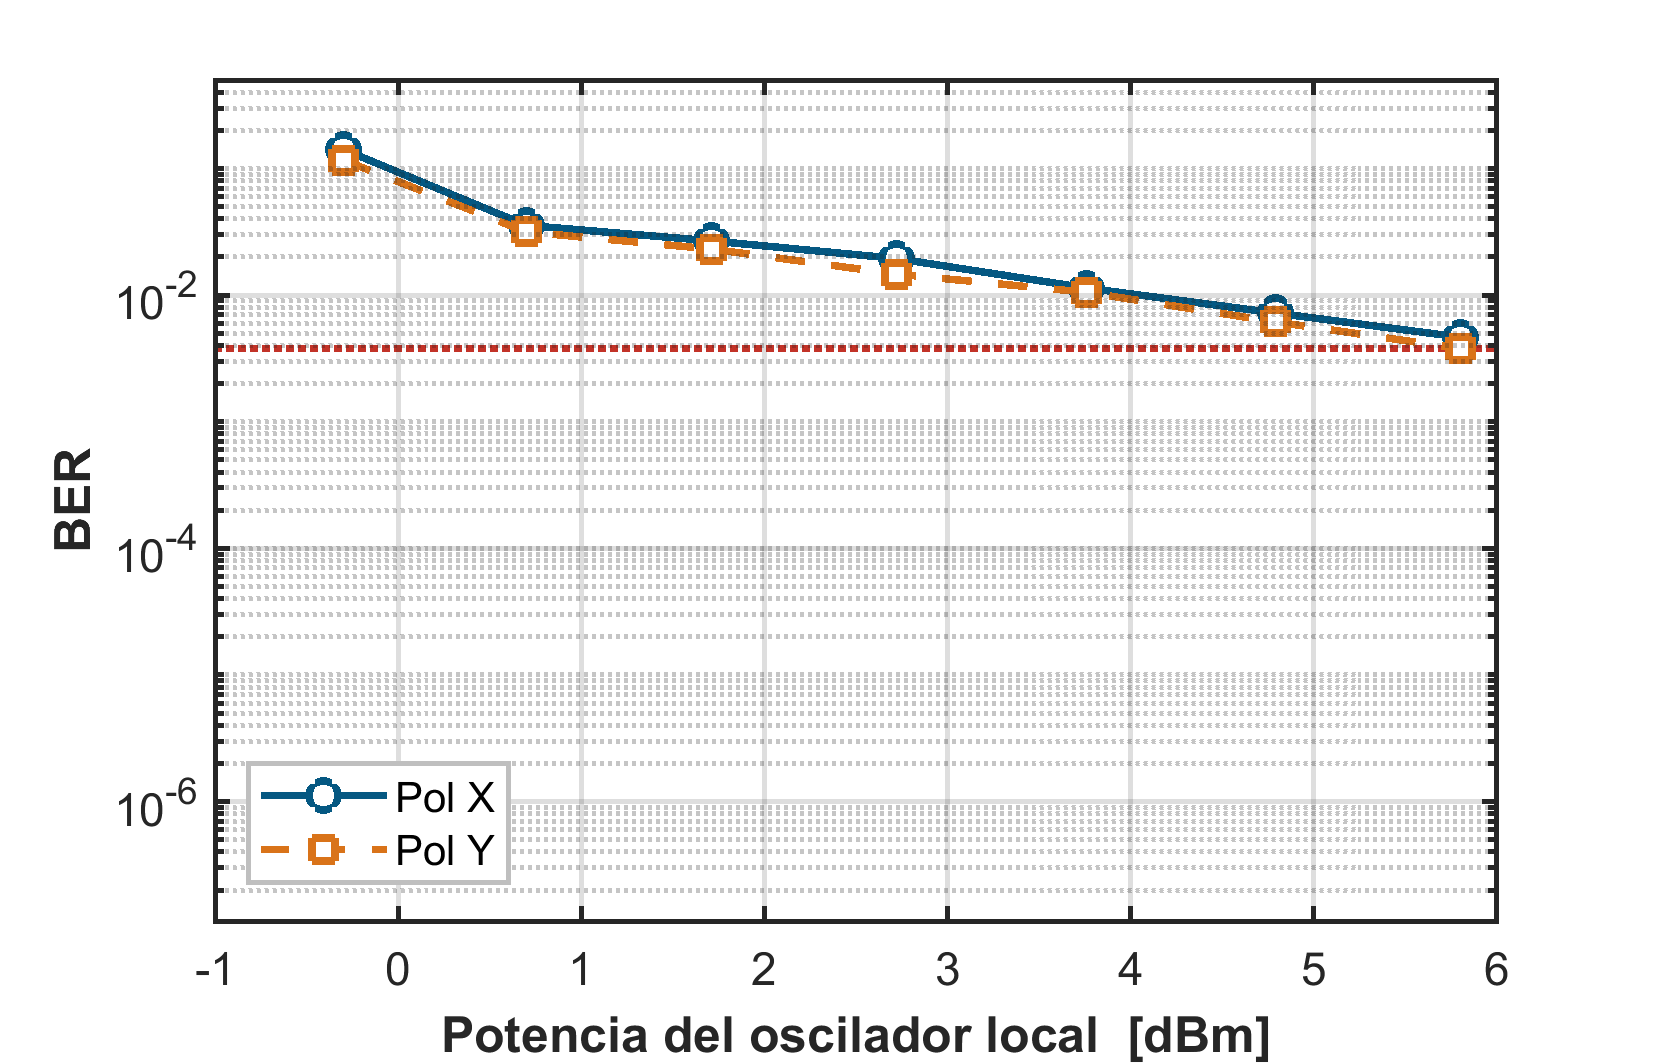 BER
10^-2
10^-4
10^-6
Pol X
Pol Y
-1 0 1 2 3 4 5 6
Potencia del oscilador local [dBm]